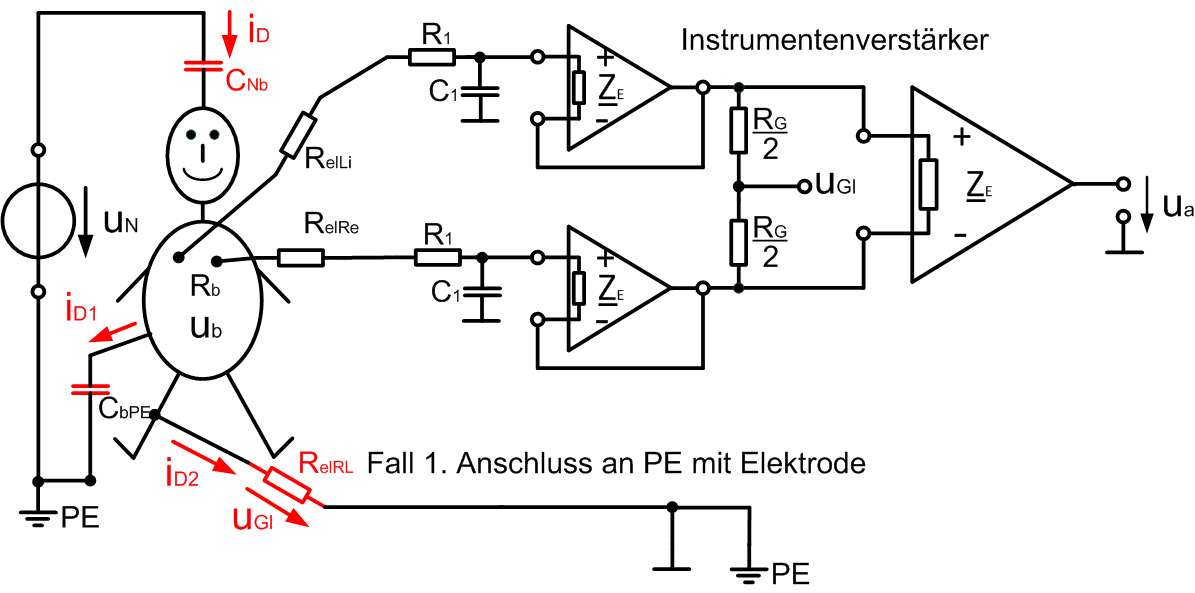 iD
CNb
R1
Instrumentenverstärker
C1
ZE
+
-
RG
2
RelLi
uGl
+
-
ZE
ua
uN
RelRe
R1
C1
ZE
+
-
RG
2
Rb
ub
iD1
CbPE
iD2
RelRL
Fall 1. Anschluss an PE mit Elektrode
uGl
PE
PE